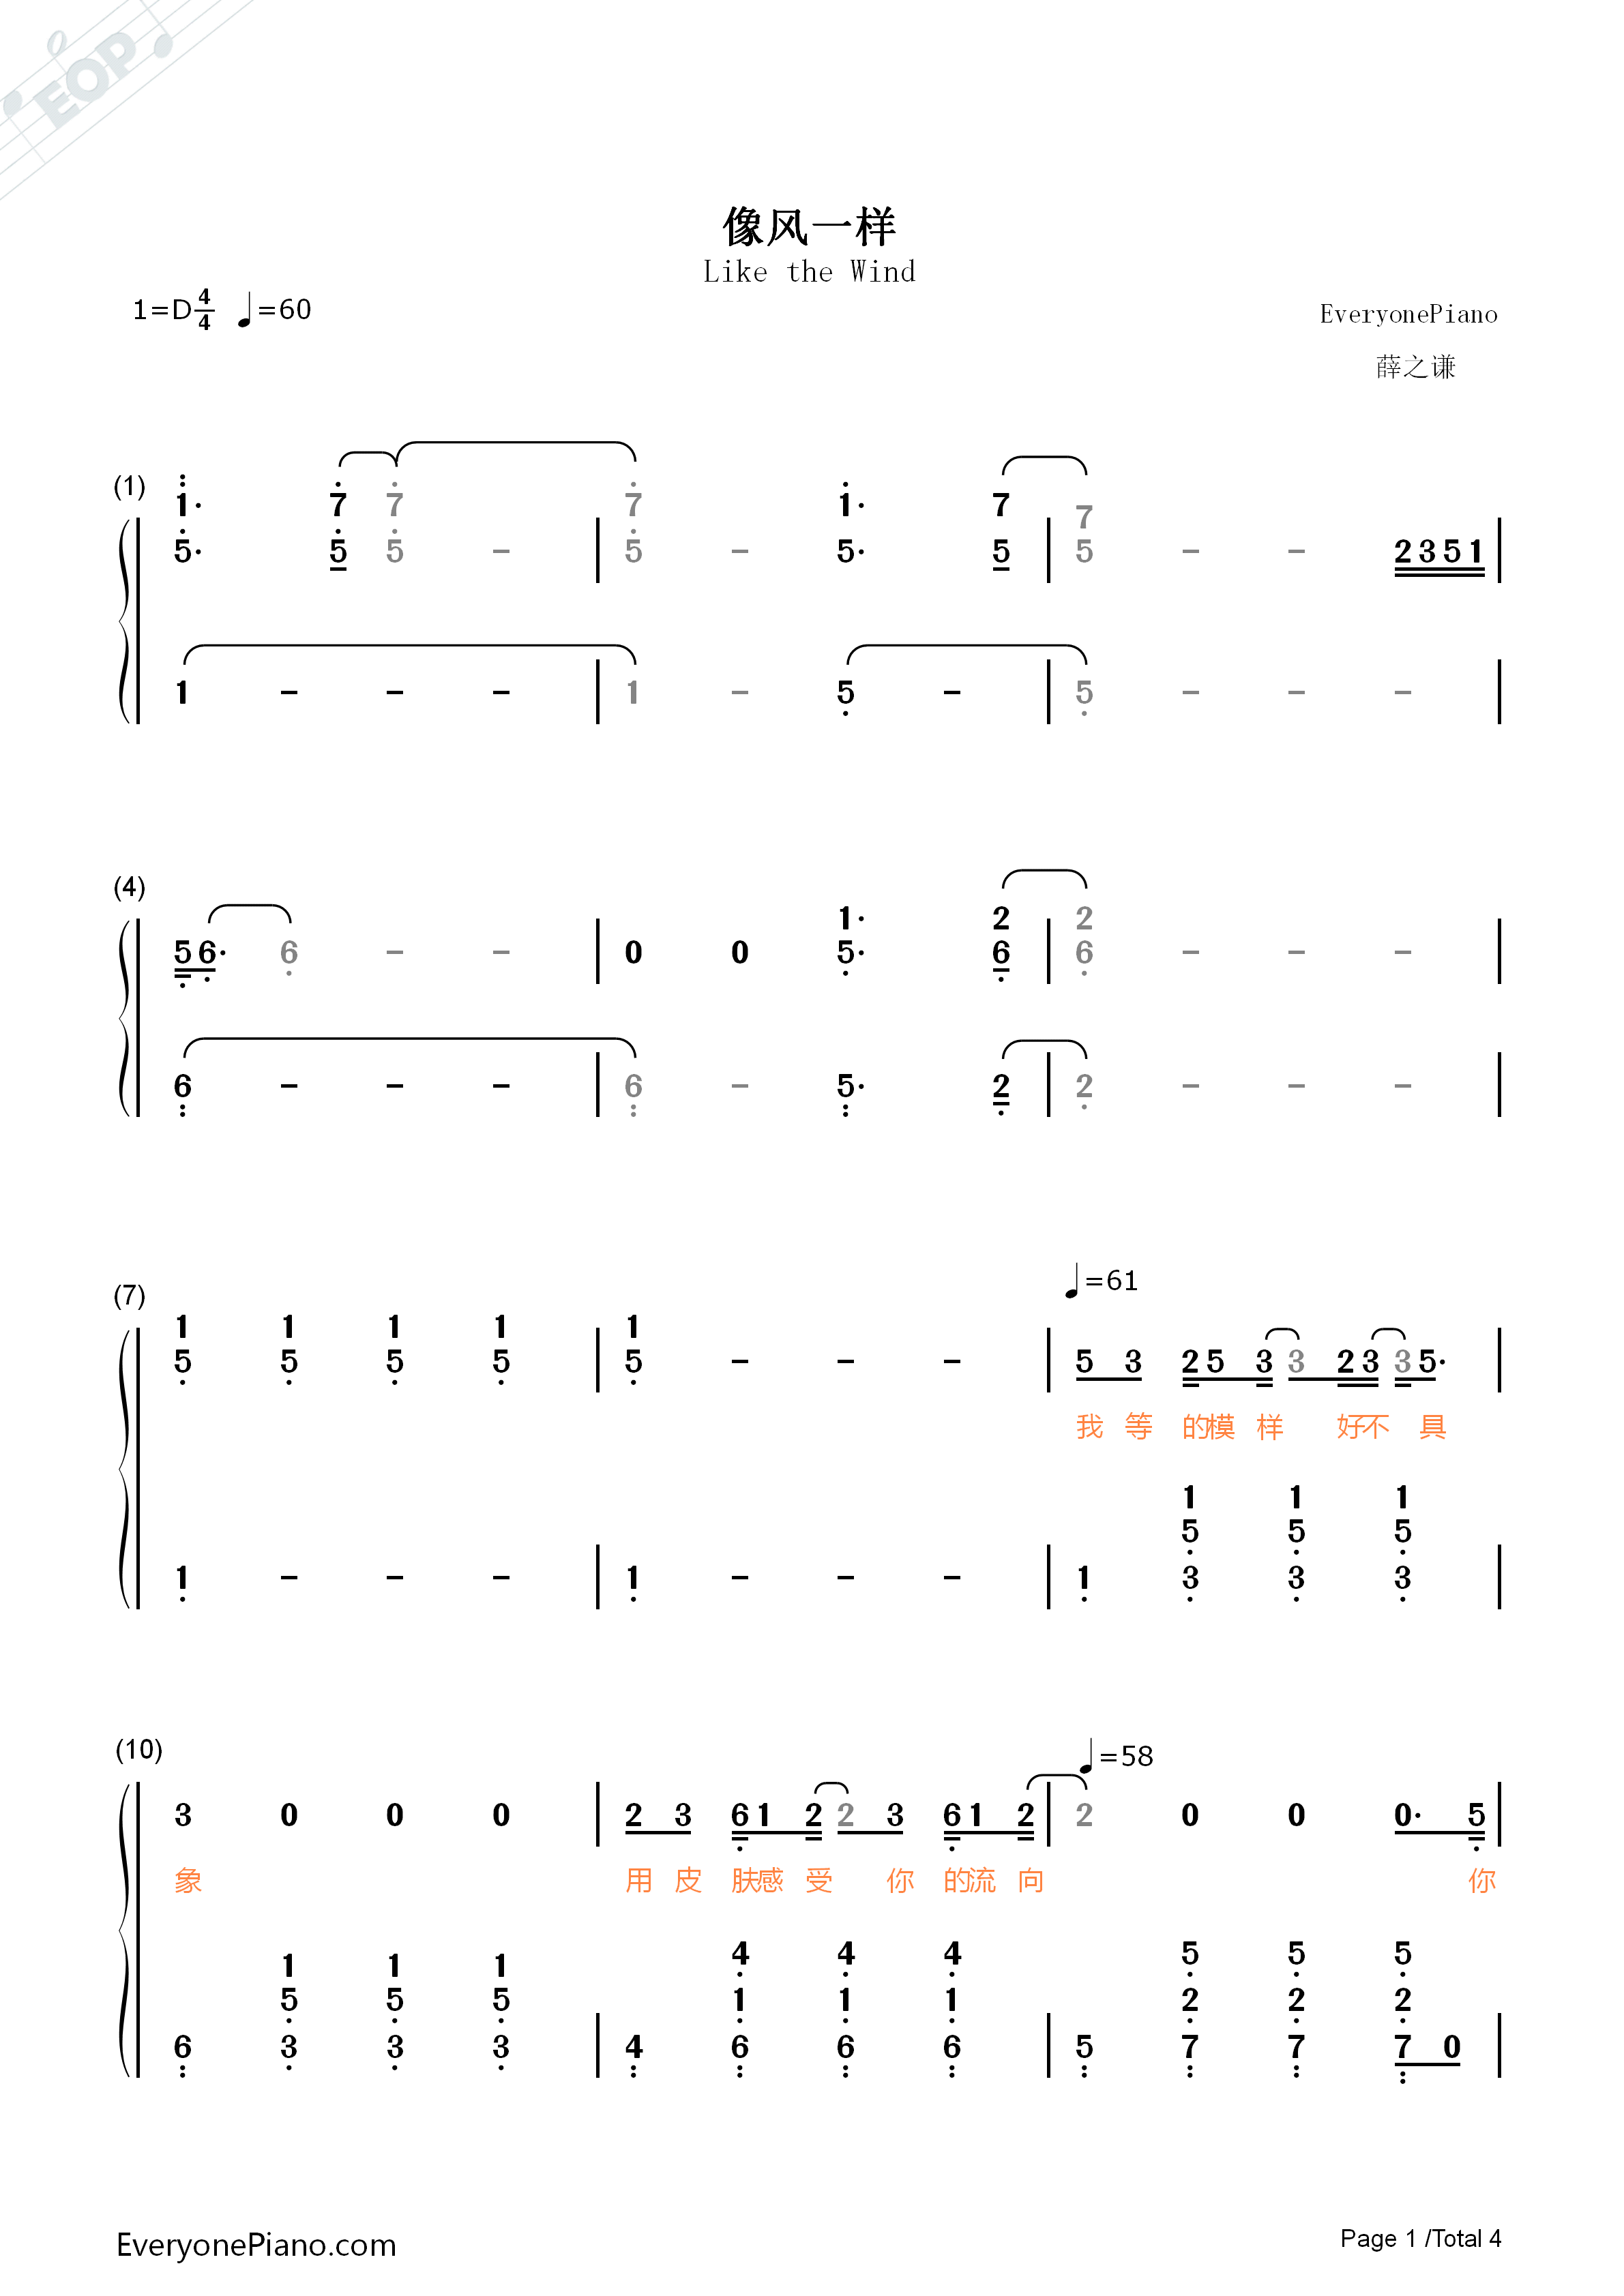 EOP
像风一样
Like the Wind
1=D 4/4 ♩=60
EveryonePiano
薛之谦
(1)
1· 7 7 7 1· 7 7
5· 5 5 - 5 - 5· 5 5 - - 2351
1 - - - 1 - 5 - 5 - - -
(4)
1· 2 2
56· 6 - - 0 0 5· 6 6 - - -
6 - - - 6 - 5· 2 2 - - -
♩=61
(7)
1 1 1 1 1
5 5 5 5 5 - - - 5 3 25 3 3 23 35·
我 等 的模 样 好不 具
1 1 1
5 5 5
1 - - - 1 - - - 1 3 3 3
(10)
♩=58
3 0 0 0 2 3 61 2 2 3 61 2 2 0 0 0· 5
象 用 皮 肤感 受 你 的流 向 你
4 4 4 5 5 5
1 1 1 1 1 1 2 2 2
5 5 5
6 3 3 3 4 6 6 6 5 7 7 7 0
EveryonePiano.com
Page 1 /Total 4